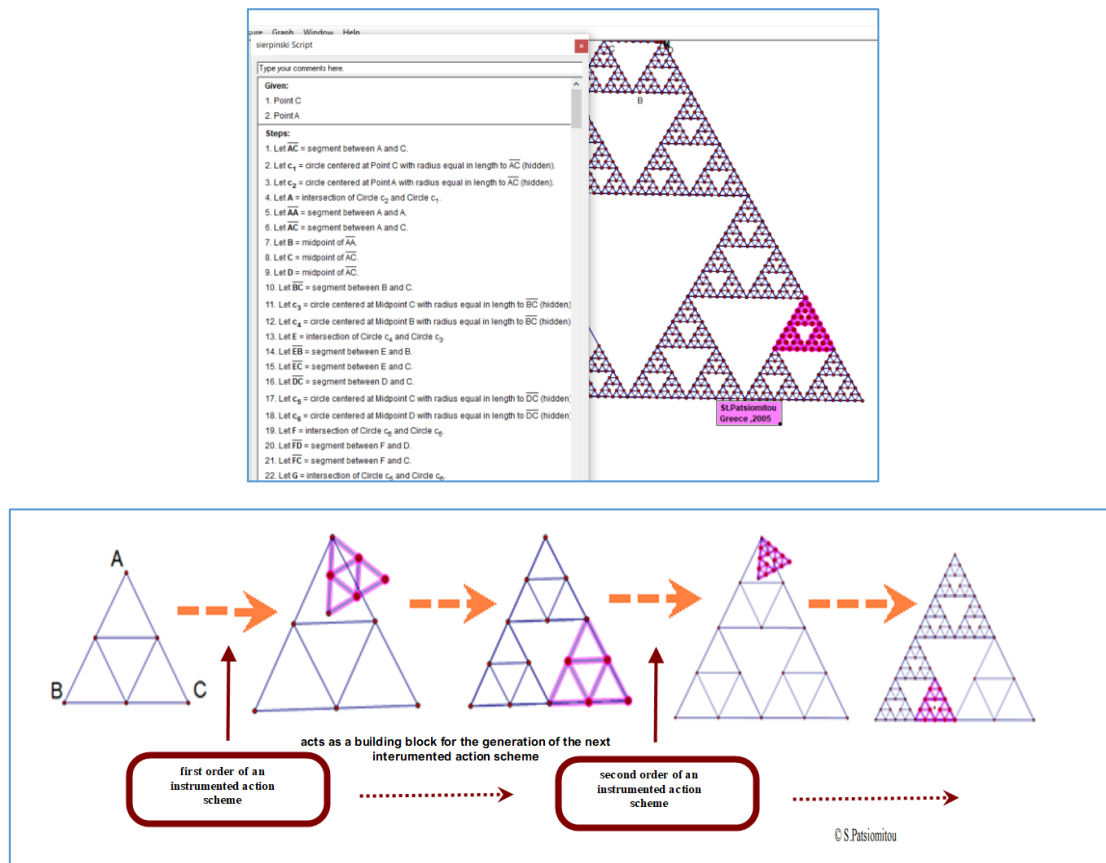 Graph Window Help
sierpinski Script
Type your comments here.
Given:
1. Point C
2. Point A
Steps:
1. Let AC = segment between A and C.
2. Let c1 = circle centered at Point C with radius equal in length to AC (hidden).
3. Let c2 = circle centered at Point A with radius equal in length to AC (hidden).
4. Let A = intersection of Circle c2 and Circle c1.
5. Let AA = segment between A and A.
6. Let AC = segment between A and C.
7. Let B = midpoint of AA.
8. Let C = midpoint of AC.
9. Let D = midpoint of AC.
10. Let BC = segment between B and C.
11. Let c3 = circle centered at Midpoint C with radius equal in length to BC (hidden)
12. Let c4 = circle centered at Midpoint B with radius equal in length to BC (hidden)
13. Let E = intersection of Circle c4 and Circle c3.
14. Let EB = segment between E and B.
15. Let EC = segment between E and C.
16. Let DC = segment between D and C.
17. Let c5 = circle centered at Midpoint C with radius equal in length to DC (hidden)
18. Let c6 = circle centered at Midpoint D with radius equal in length to DC (hidden)
19. Let F = intersection of Circle c6 and Circle c5.
20. Let FD = segment between F and D.
21. Let FC = segment between F and C.
22. Let G = intersection of Circle c5 and Circle c6.
C
B
St.Patsiomitou
Greece ,2005
A
B
C
acts as a building block for the generation of the next
interumented action scheme
first order of an
instrumented action
scheme
second order of an
instrumented action
scheme
© S.Patsiomitou